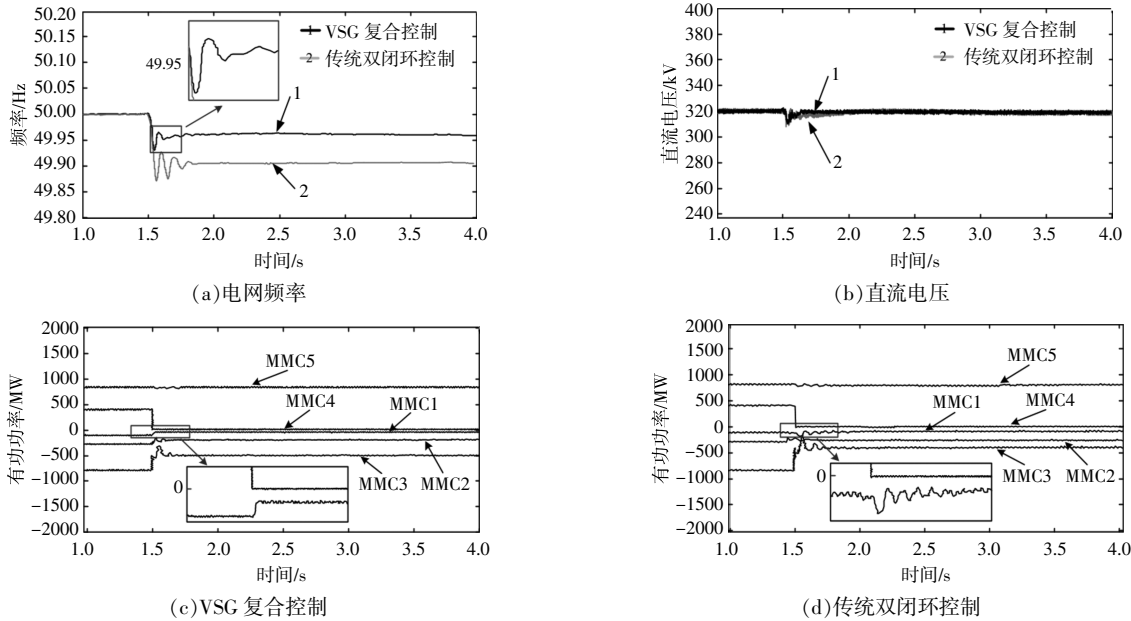 50.20
50.15
50.10
50.05
50.00
49.95
49.90
49.85
49.80
频率/Hz
49.95
VSG 复合控制
2 传统双闭环控制
1
2
1.0 1.5 2.0 2.5 3.0 3.5 4.0
时间/s
(a)电网频率
400
380
360
340
320
300
280
260
240
直流电压/kV
VSG 复合控制
2 传统双闭环控制
1
2
1.0 1.5 2.0 2.5 3.0 3.5 4.0
时间/s
(b)直流电压
2000
1500
1000
500
0
-500
-1000
-1500
-2000
有功功率/MW
MMC5
MMC4
MMC1
MMC3
MMC2
0
1.0 1.5 2.0 2.5 3.0 3.5 4.0
时间/s
(c)VSG 复合控制
2000
1500
1000
500
0
-500
-1000
-1500
-2000
有功功率/MW
MMC5
MMC1
MMC4
MMC3
MMC2
0
1.0 1.5 2.0 2.5 3.0 3.5 4.0
时间/s
(d)传统双闭环控制